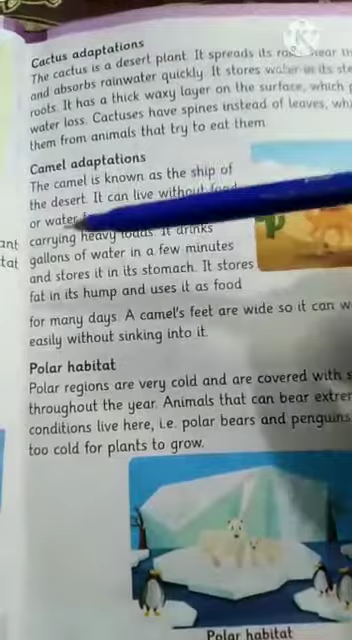 Cactus adaptations
The cactus is a desert plant. It spreads its near
and absorbs rainwater quickly. It stores water in its
roots. It has a thick waxy layer on the surface, which
water loss. Cactuses have spines instead of leaves,
them from animals that try to eat them
Camel adaptations
The camel is known as the ship of
the desert. It can live without food
or water
ant
carrying heavy loads. It drinks
tat
gallons of water in a few minutes
and stores it in its stomach. It stores
fat in its hump and uses it as food
for many days. A camel's feet are wide so it can
easily without sinking into it.
Polar habitat
Polar regions are very cold and are covered with
throughout the year. Animals that can bear
conditions live here, i.e. polar bears and penguins
too cold for plants to grow.
Polar habitat